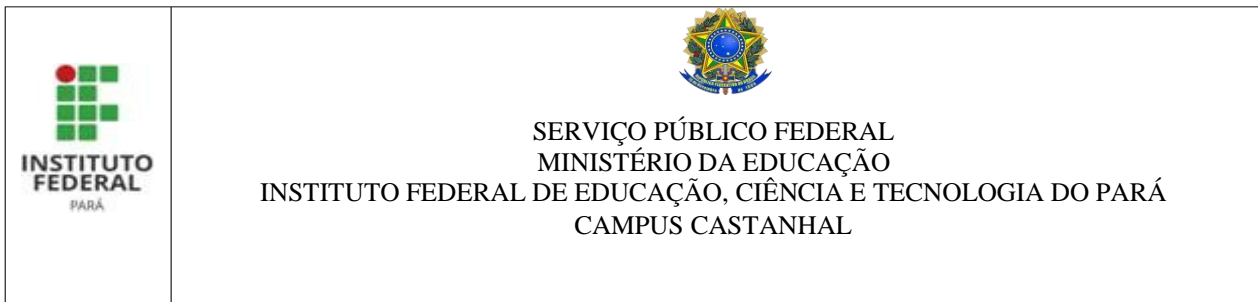 INSTITUTO
FEDERAL
PARÁ
SERVIÇO PÚBLICO FEDERAL
MINISTÉRIO DA EDUCAÇÃO
INSTITUTO FEDERAL DE EDUCAÇÃO, CIÊNCIA E TECNOLOGIA DO PARÁ
CAMPUS CASTANHAL